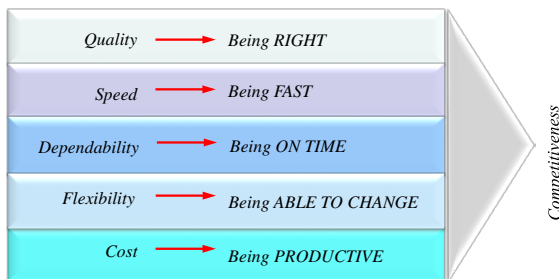 Quality Being RIGHT
Speed Being FAST
Dependability Being ON TIME
Flexibility Being ABLE TO CHANGE
Cost Being PRODUCTIVE
Competitiveness